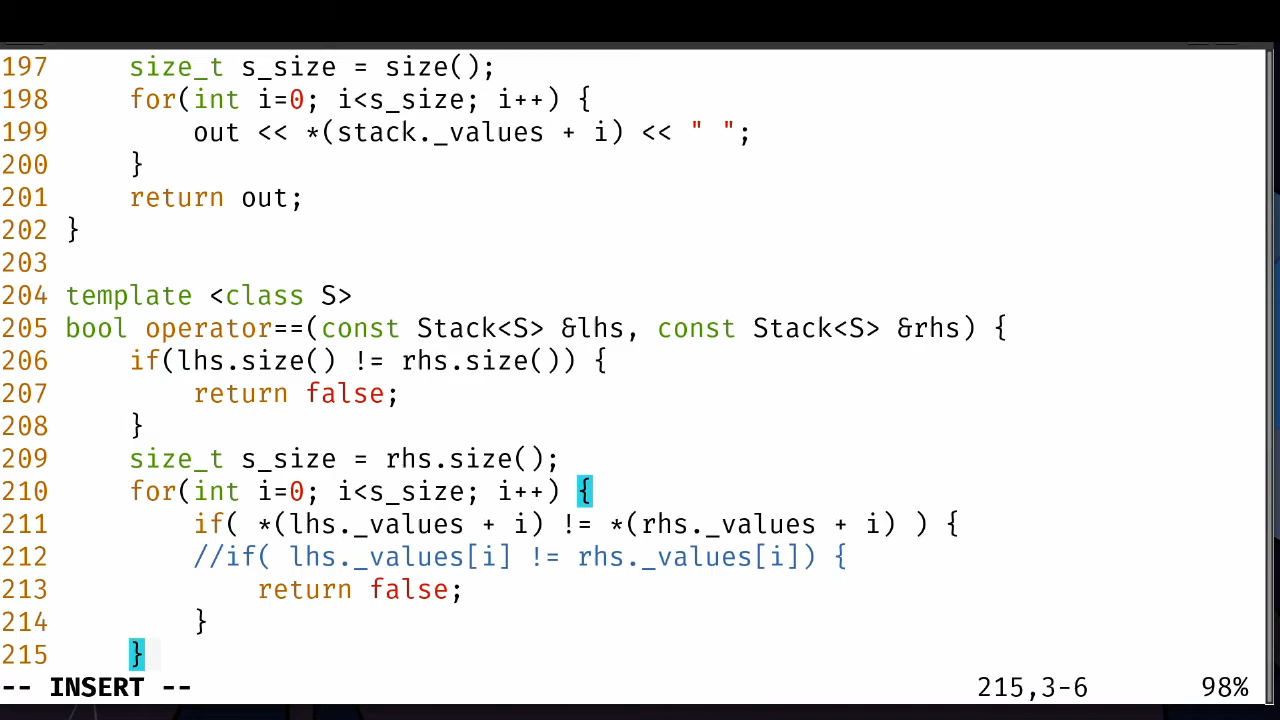 197     size_t s_size = size();
198     for(int i=0; i<s_size; i++) {
199         out << *(stack._values + i) << " ";
200     }
201     return out;
202 }
203
204 template <class S>
205 bool operator==(const Stack<S> &lhs, const Stack<S> &rhs) {
206     if(lhs.size() != rhs.size()) {
207         return false;
208     }
209     size_t s_size = rhs.size();
210     for(int i=0; i<s_size; i++) {
211         if( *(lhs._values + i) != *(rhs._values + i) ) {
212         //if( lhs._values[i] != rhs._values[i]) {
213             return false;
214         }
215     }
-- INSERT -- 215,3-6 98%